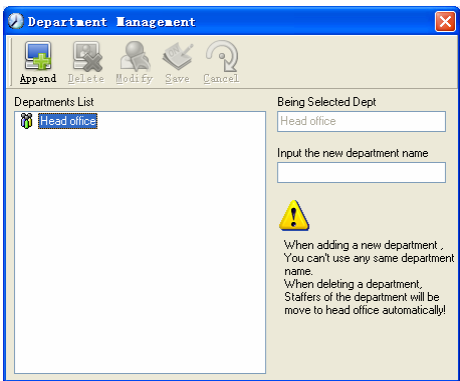 Department Management
Append Delete Modify Save Cancel
Departments List
Head office
Being Selected Dept
Head office
Input the new department name
When adding a new department ,
You can't use any same department
name.
When deleting a department,
Staffers of the department will be
move to head office automatically!